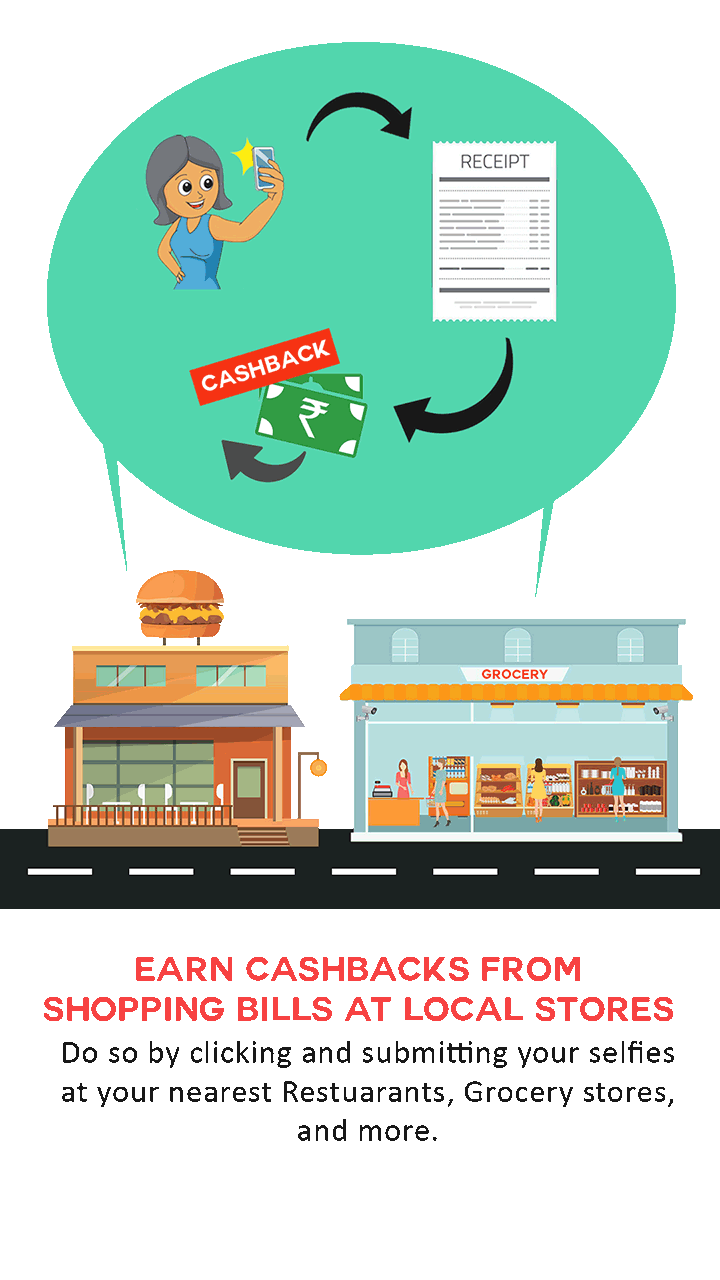 RECEIPT
CASHBACK
₹
GROCERY
EARN CASHBACKS FROM
SHOPPING BILLS AT LOCAL STORES
Do so by clicking and submitting your selfies
at your nearest Restuarants, Grocery stores,
and more.